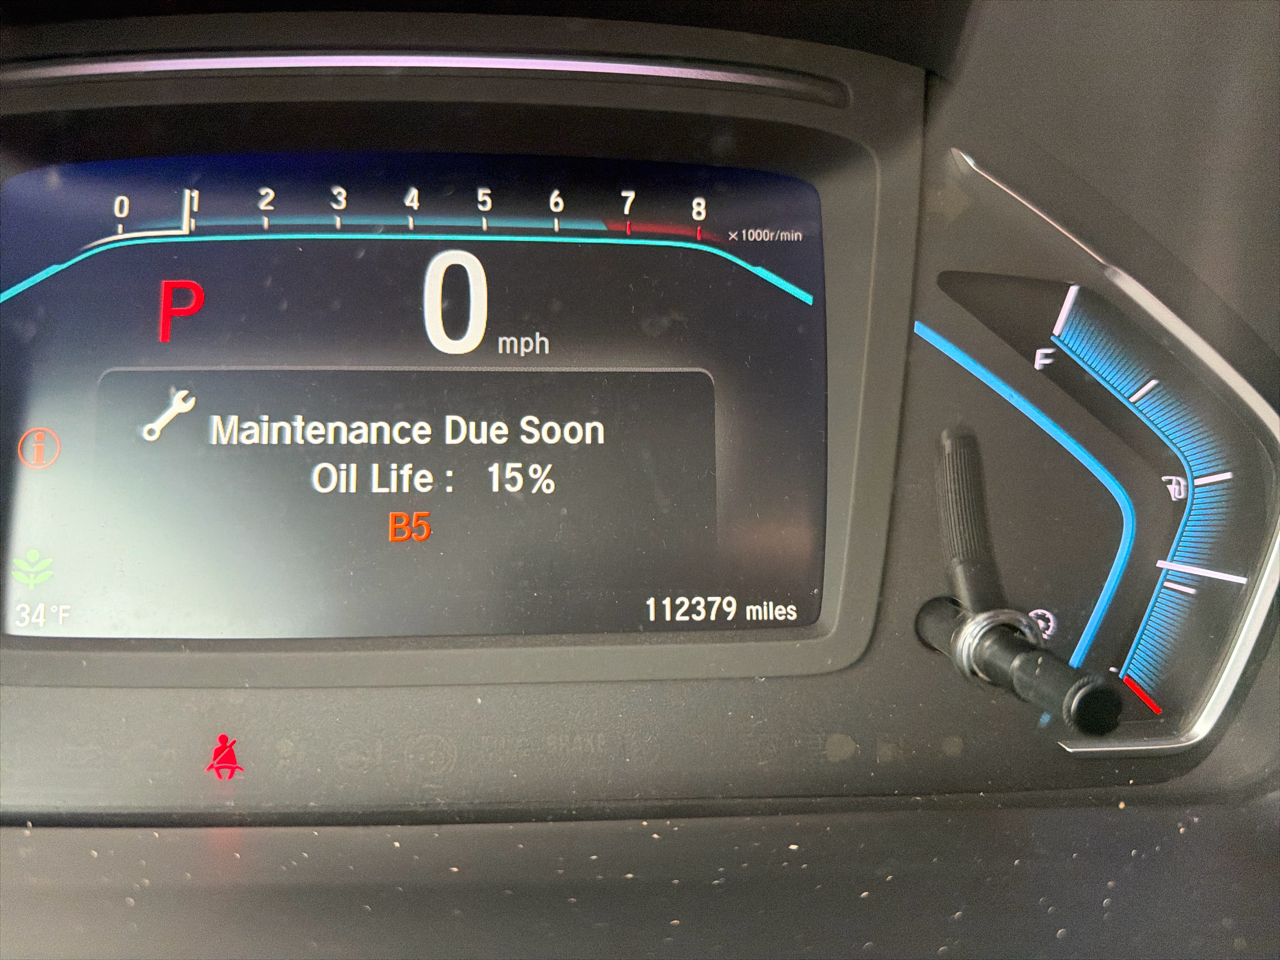 0 1 2 3 4 5 6 7 8
×1000r/min
P 0 mph
F
Maintenance Due Soon
Oil Life : 15%
B5
i
34°F
112379 miles
BRAKE